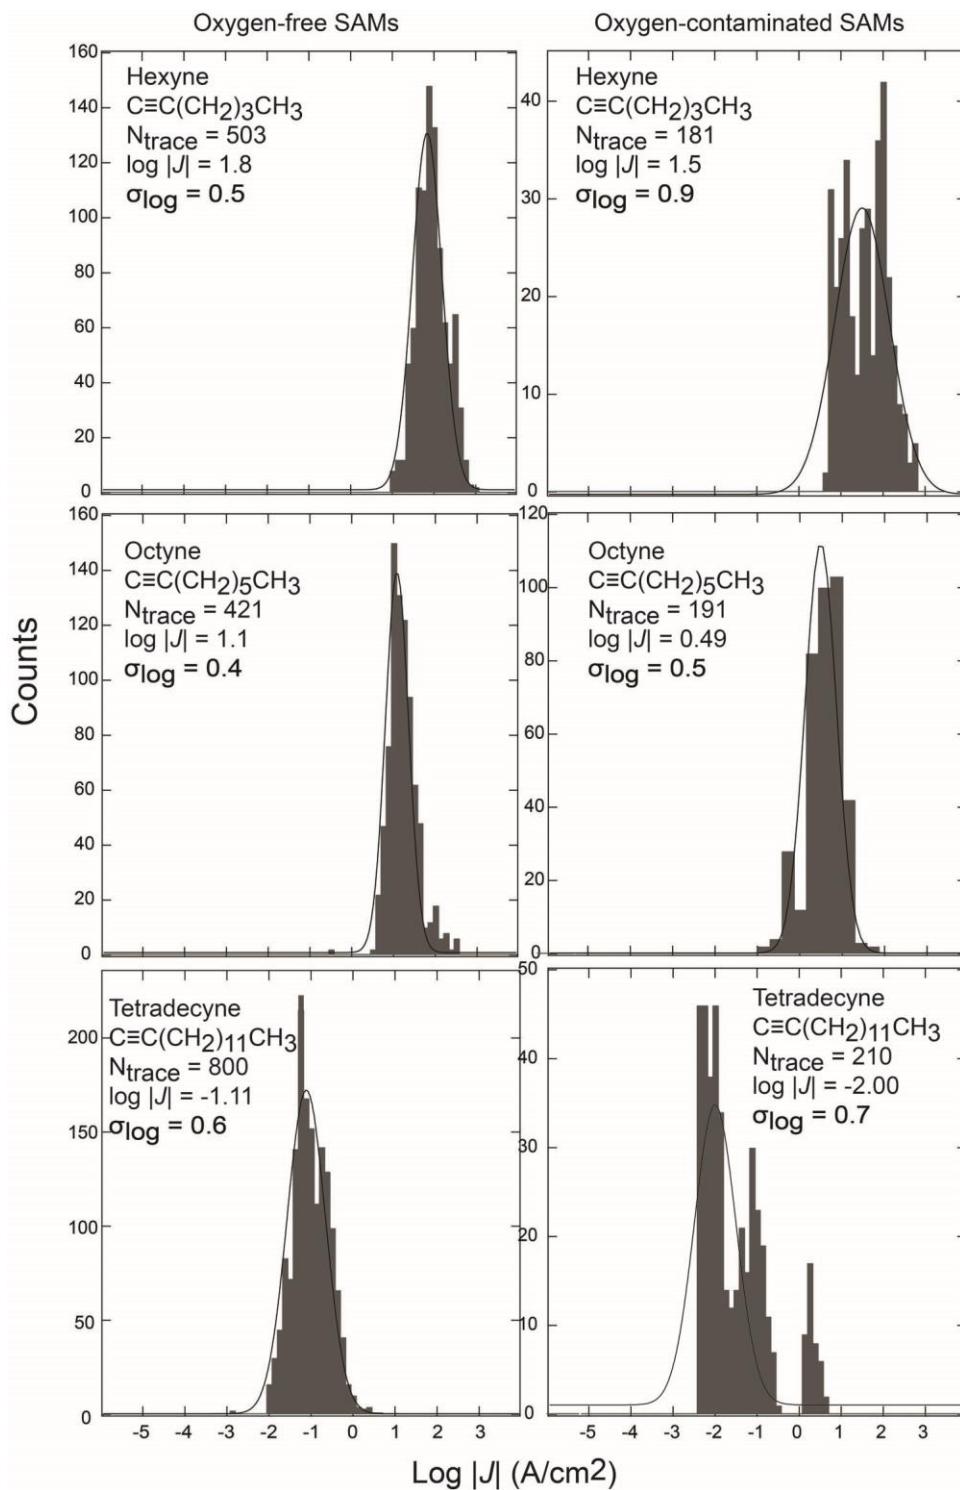 Oxygen-free SAMs
Oxygen-contaminated SAMs
160
140
120
100
80
60
40
20
0
Hexyne
C≡C(CH2)3CH3
Ntrace = 503
log |J| = 1.8
σlog = 0.5
40
30
20
10
0
Hexyne
C≡C(CH2)3CH3
Ntrace = 181
log |J| = 1.5
σlog = 0.9
Counts
160
140
120
100
80
60
40
20
0
Octyne
C≡C(CH2)5CH3
Ntrace = 421
log |J| = 1.1
σlog = 0.4
120
100
80
60
40
20
0
Octyne
C≡C(CH2)5CH3
Ntrace = 191
log |J| = 0.49
σlog = 0.5
200
150
100
50
0
Tetradecyne
C≡C(CH2)11CH3
Ntrace = 800
log |J| = -1.11
σlog = 0.6
50
40
30
20
10
0
Tetradecyne
C≡C(CH2)11CH3
Ntrace = 210
log |J| = -2.00
σlog = 0.7
-5 -4 -3 -2 -1 0 1 2 3
-5 -4 -3 -2 -1 0 1 2 3
Log |J| (A/cm2)